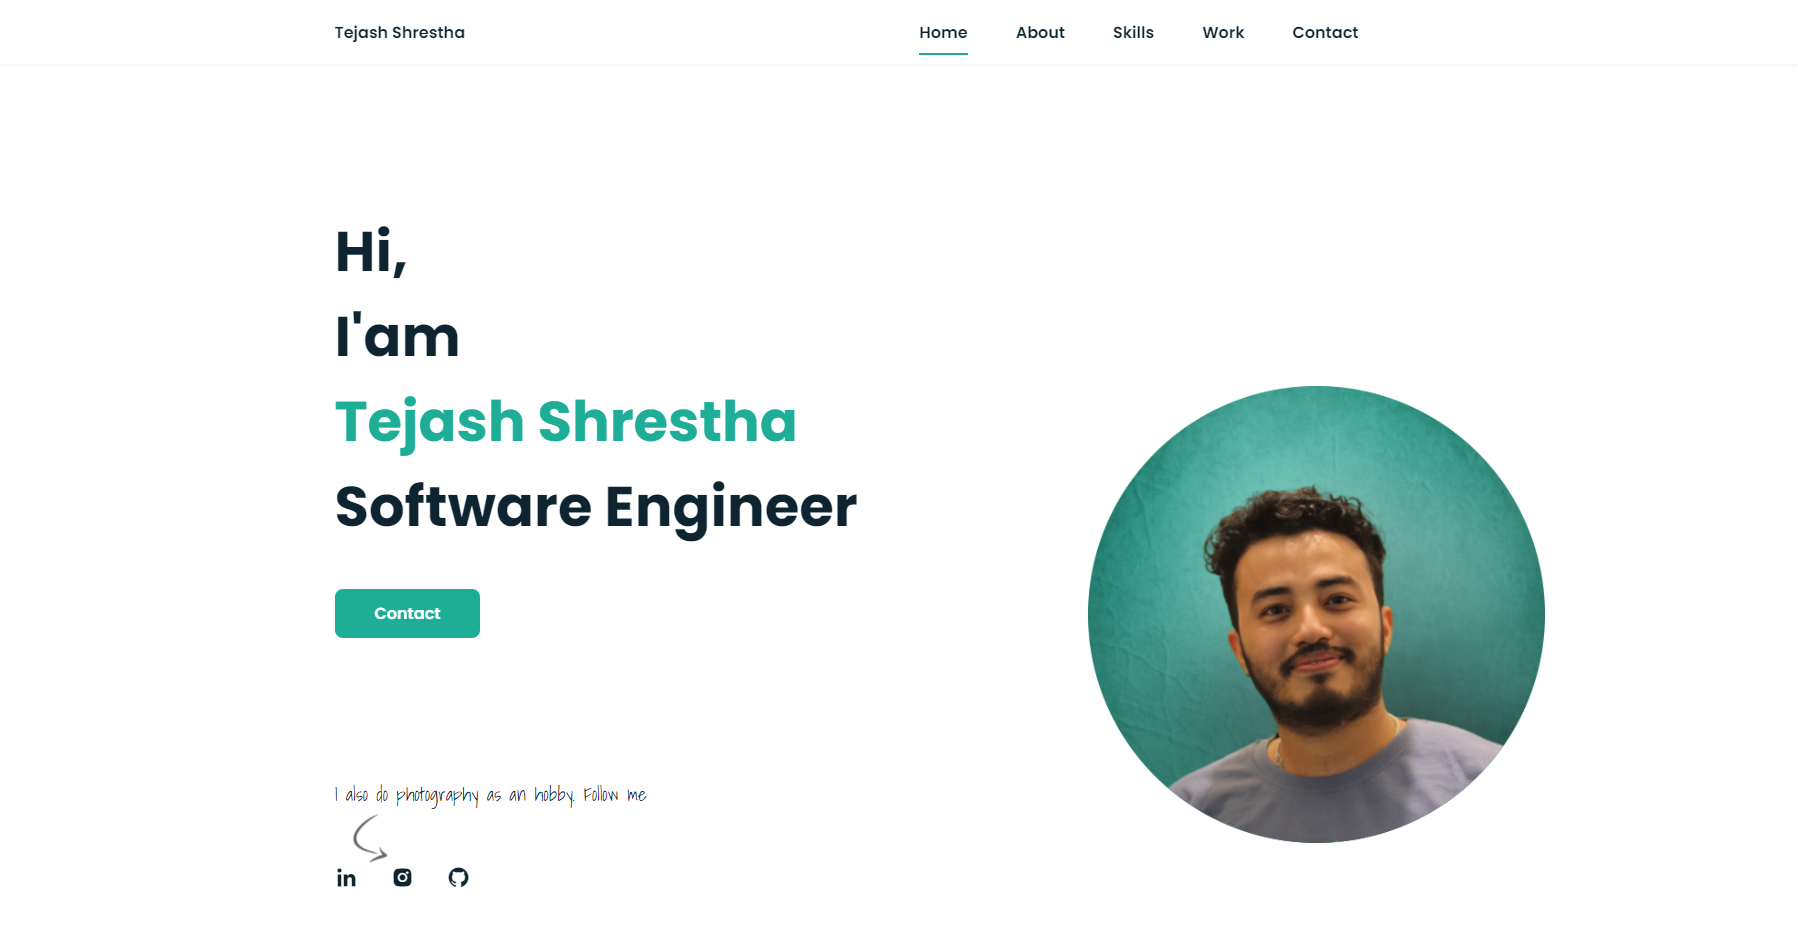 Tejash Shrestha
Home About Skills Work Contact
Hi,
I'am
Tejash Shrestha
Software Engineer
Contact
I also do photography as an hobby. Follow me
in